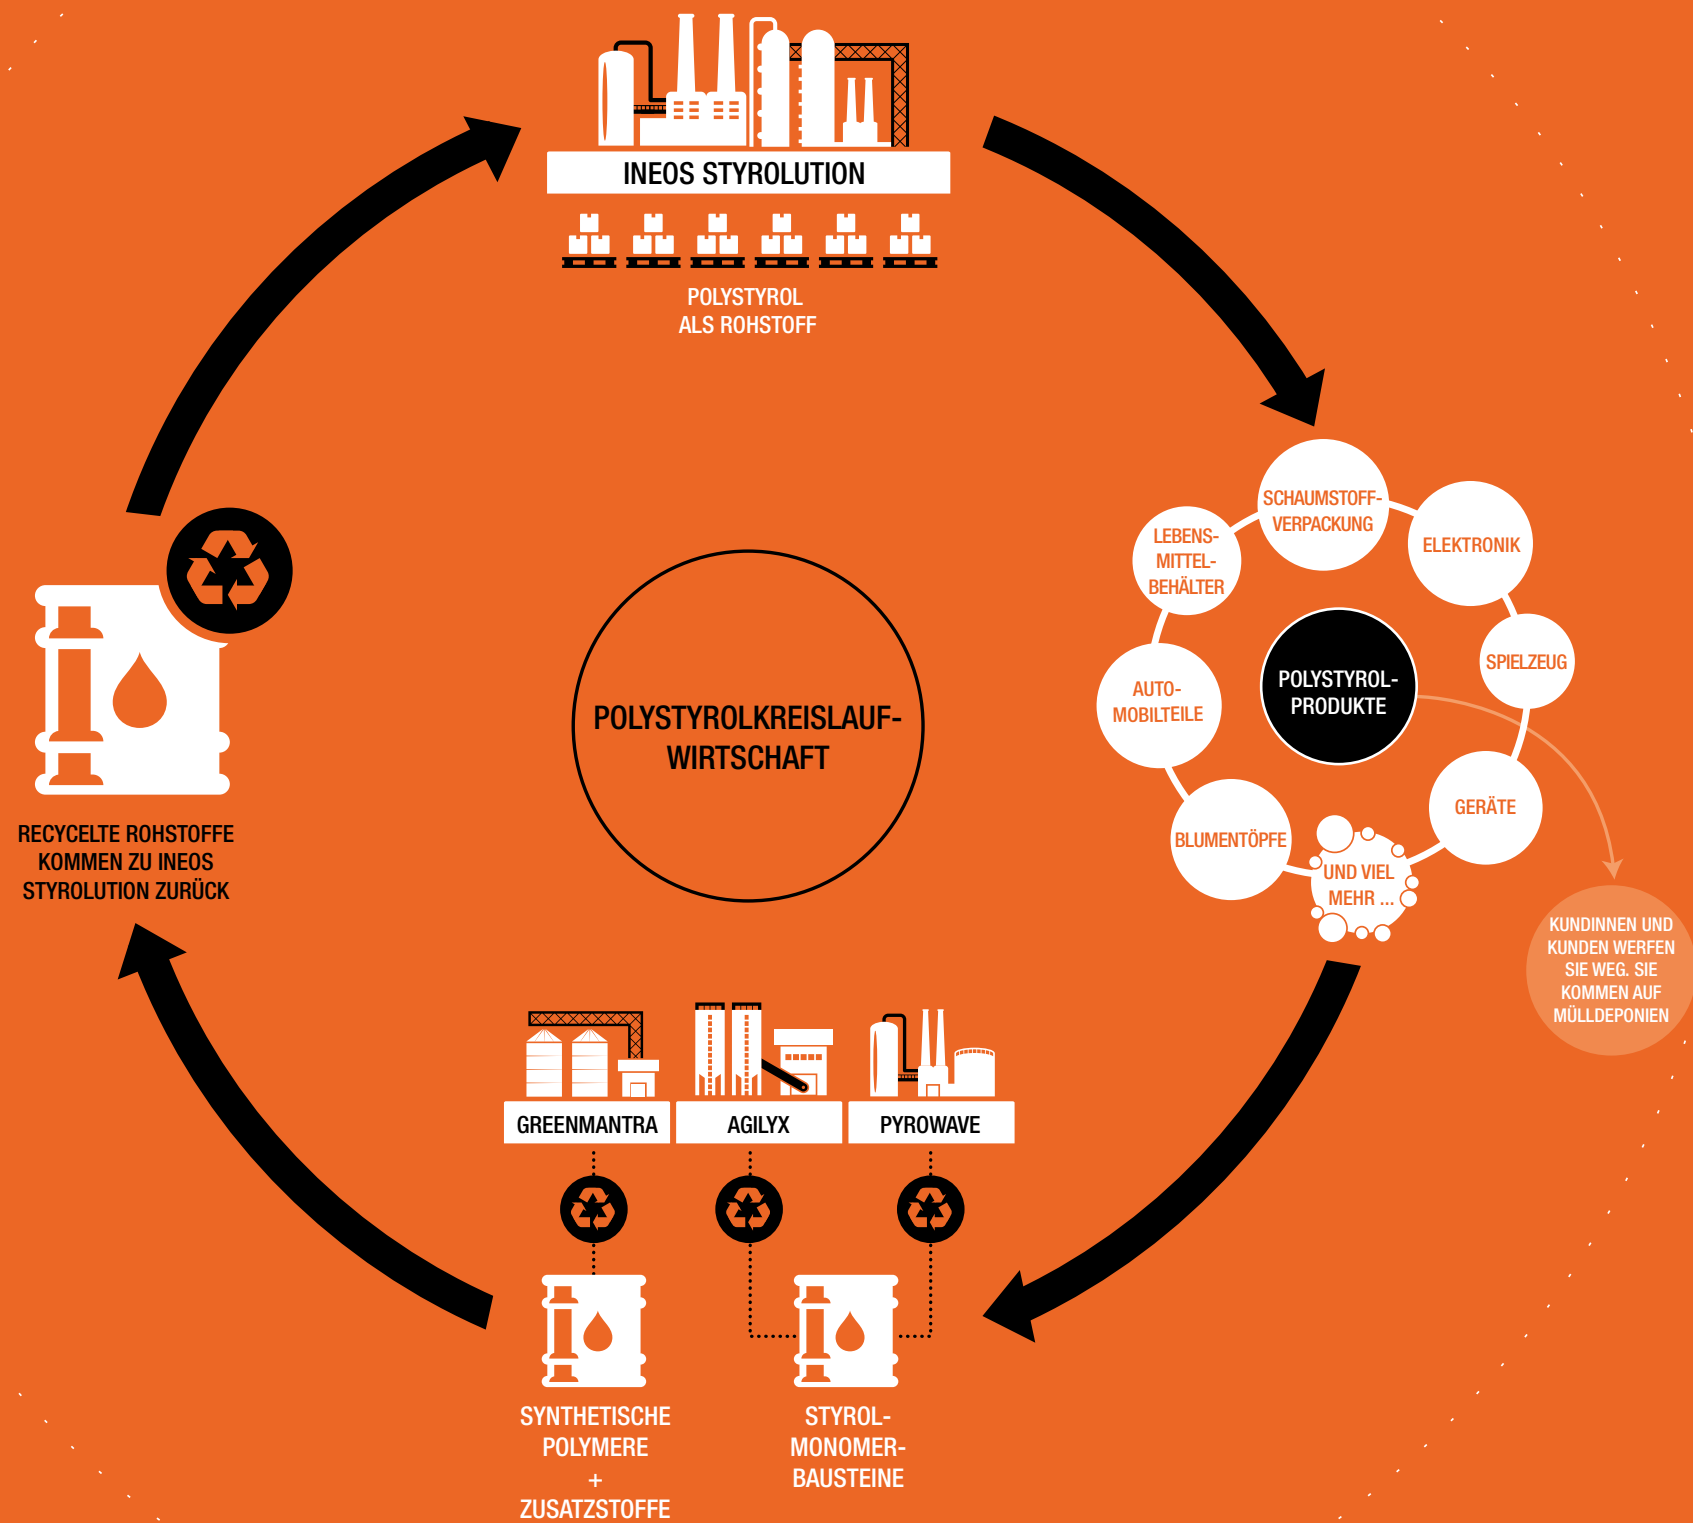 INEOS STYROLUTION
POLYSTYROL
ALS ROHSTOFF
SCHAUMSTOFF-
VERPACKUNG
ELEKTRONIK
SPIELZEUG
GERÄTE
UND VIEL
MEHR ...
BLUMENTÖPFE
AUTO-
MOBILTEILE
LEBENS-
MITTEL-
BEHÄLTER
POLYSTYROL-
PRODUKTE
KUNDINNEN UND
KUNDEN WERFEN
SIE WEG. SIE
KOMMEN AUF
MÜLLDEPONIEN
POLYSTYROLKREISLAUF-
WIRTSCHAFT
RECYCELTE ROHSTOFFE
KOMMEN ZU INEOS
STYROLUTION ZURÜCK
GREENMANTRA
AGILYX
PYROWAVE
SYNTHETISCHE
POLYMERE
+
ZUSATZSTOFFE
STYROL-
MONOMER-
BAUSTEINE